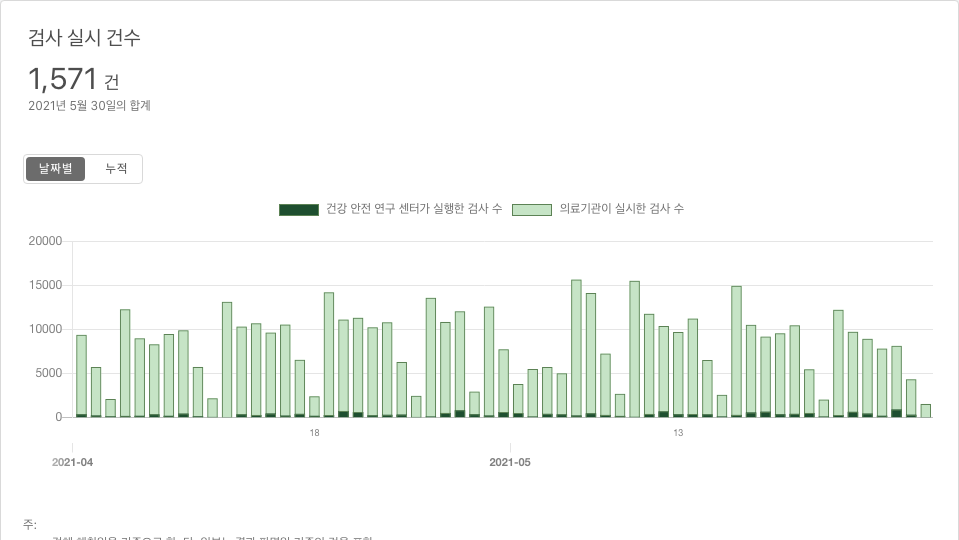 검사 실시 건수
1,571 건
2021년 5월 30일의 합계
날짜별 누적
건강 안전 연구 센터가 실행한 검사 수 의료기관이 실시한 검사 수
20000
15000
10000
5000
0
18 13
2021-04 2021-05
주: